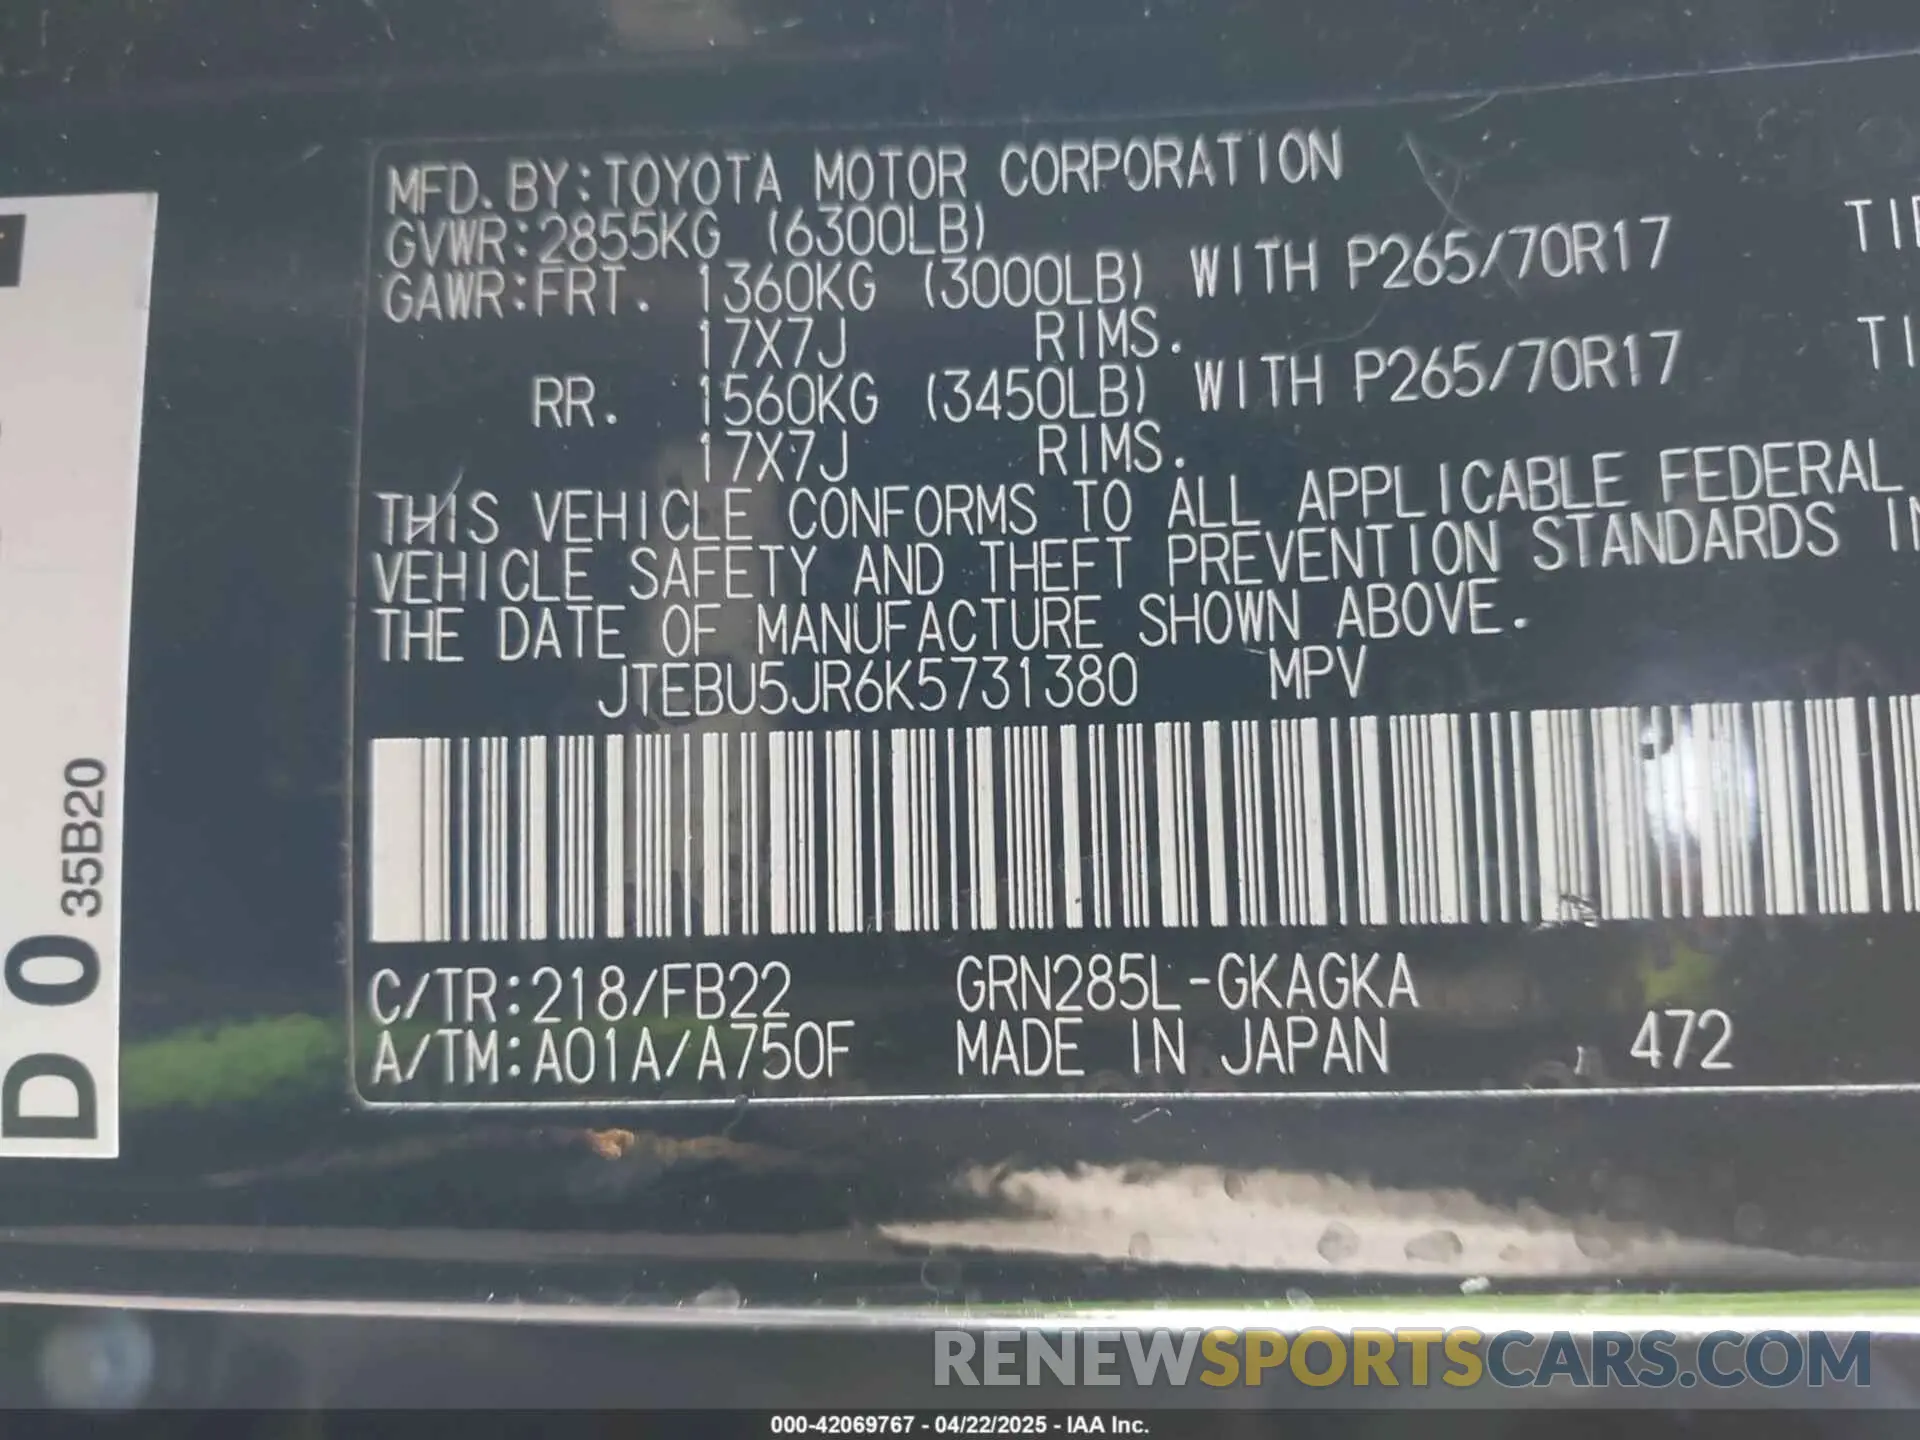 MFD. BY: TOYOTA MOTOR CORPORATION
GVWR: 2855KG (6300LB)
GAWR: FRT. 1360KG (3000LB) WITH P265/70R17
17X7J RIMS.
RR. 1560KG (3450LB) WITH P265/70R17
17X7J RIMS.
THIS VEHICLE CONFORMS TO ALL APPLICABLE FEDERAL
VEHICLE SAFETY AND THEFT PREVENTION STANDARDS
THE DATE OF MANUFACTURE SHOWN ABOVE.
JTEBU5JR6K5731380 MPV
C/TR: 218/FB22 GRN285L-GKAGKA
A/TM: A01A/A750F MADE IN JAPAN 472
D0 35B20
RENEWSPORTSCARS.COM
000-42069767 - 04/22/2025 - IAA Inc.